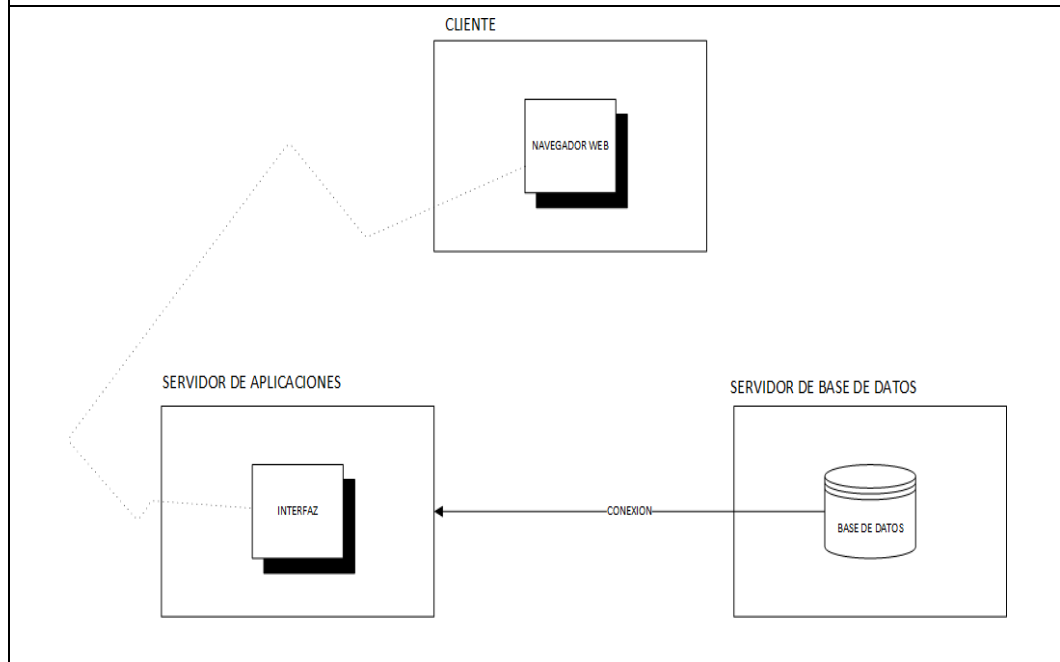 CLIENTE
NAVEGADOR WEB
SERVIDOR DE APLICACIONES
SERVIDOR DE BASE DE DATOS
INTERFAZ
CONEXION
BASE DE DATOS